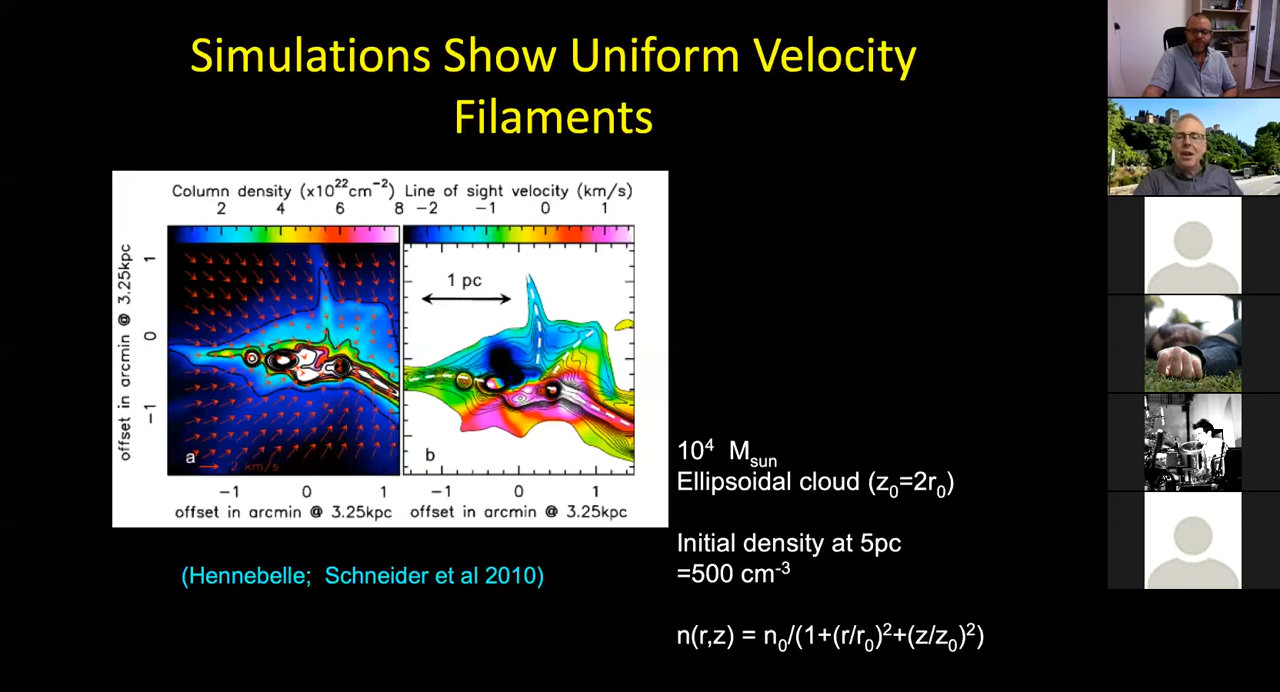 Simulations Show Uniform Velocity
Filaments
Column density (x10²²cm⁻²) Line of sight velocity (km/s)
2 4 6 8 −2 −1 0 1
offset in arcmin @ 3.25kpc
1
0
−1
1 pc
a
2 km/s
b
−1 0 1 −1 0 1
offset in arcmin @ 3.25kpc offset in arcmin @ 3.25kpc
10⁴ M_sun
Ellipsoidal cloud (z₀=2r₀)
Initial density at 5pc
=500 cm⁻³
n(r,z) = n₀/(1+(r/r₀)²+(z/z₀)²)
(Hennebelle; Schneider et al 2010)